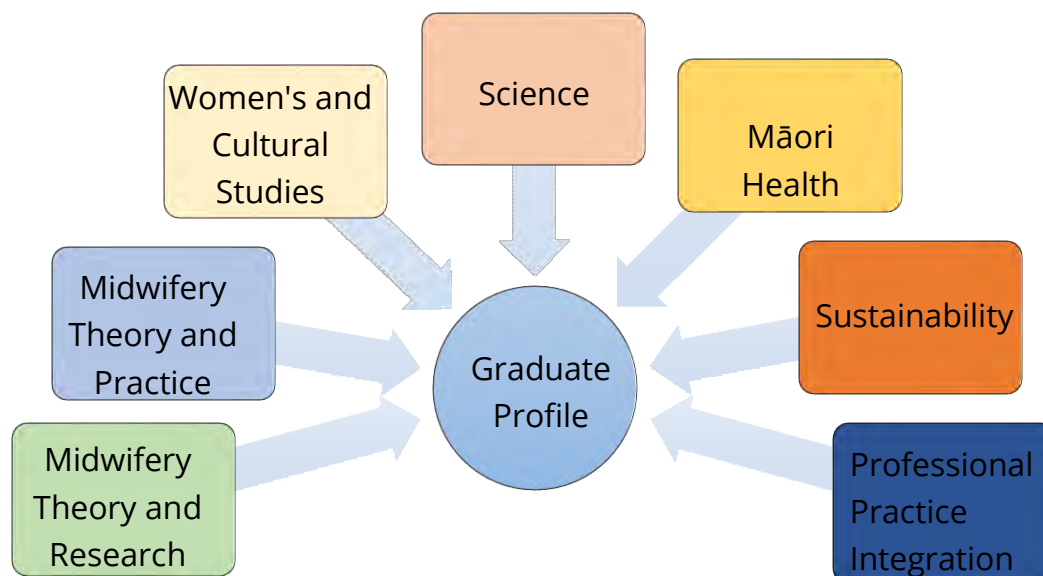 Science
Women's and
Cultural
Studies
Māori
Health
Midwifery
Theory and
Practice
Sustainability
Graduate
Profile
Midwifery
Theory and
Research
Professional
Practice
Integration